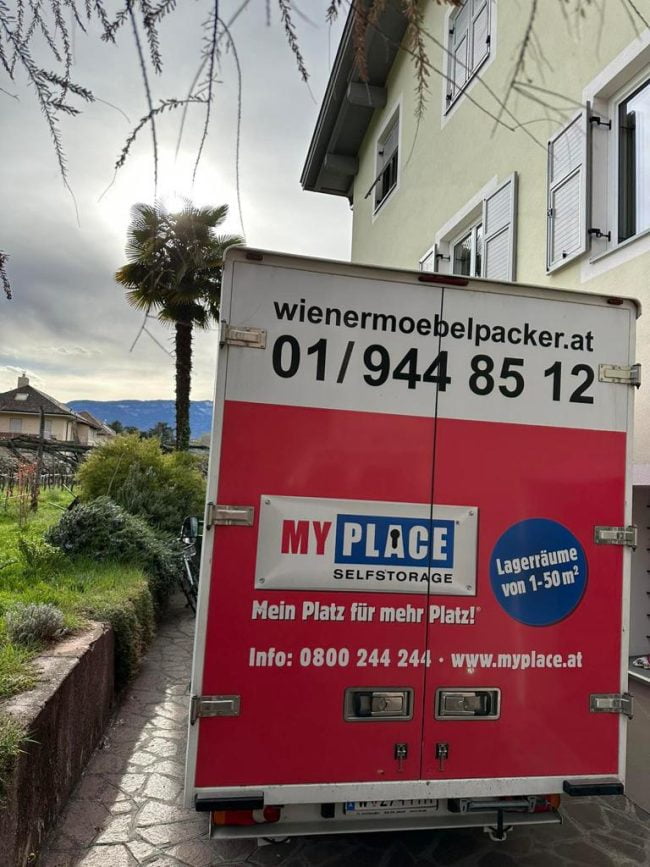 wienermoebelpacker.at
01/944 85 12
MY PLACE
SELFSTORAGE
Lagerräume
von 1-50 m²
Mein Platz für mehr Platz!®
Info: 0800 244 244 · www.myplace.at